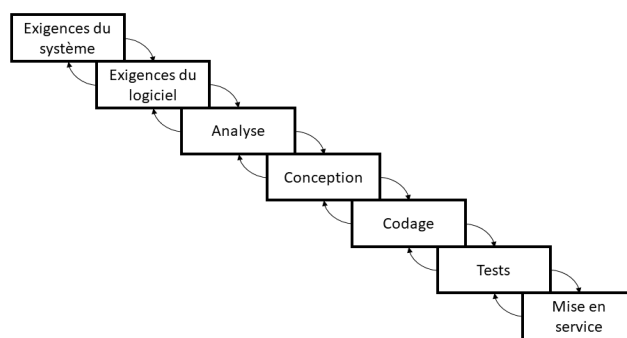 Exigences du
système
Exigences du
logiciel
Analyse
Conception
Codage
Tests
Mise en
service